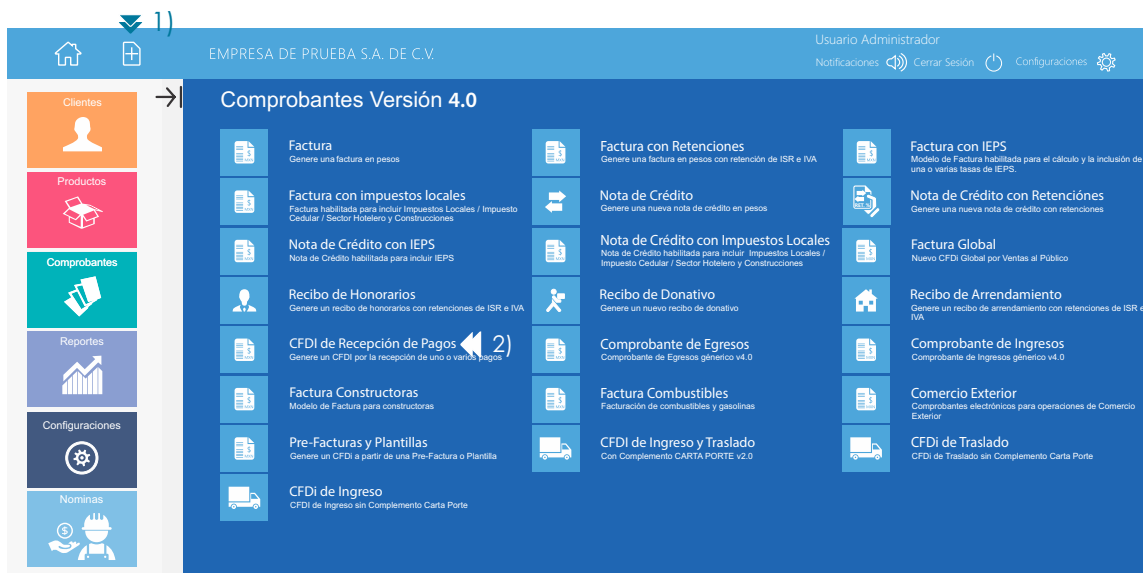 1)
EMPRESA DE PRUEBA S.A. DE C.V.
Usuario Administrador
Notificaciones
Cerrar Sesión
Configuraciones
Clientes
Productos
Comprobantes
Reportes
Configuraciones
Nominas
Comprobantes Versión 4.0
Factura
Genere una factura en pesos
Factura con Retenciones
Genere una factura en pesos con retención de ISR e IVA
Factura con IEPS
Modelo de Factura habilitada para el cálculo y la inclusión de
una o varias tasas de IEPS.
Factura con impuestos locales
Factura habilitada para incluir Impuestos Locales / Impuesto
Cedular / Sector Hotelero y Construcciones
Nota de Crédito
Genere una nueva nota de crédito en pesos
Nota de Crédito con Retenciónes
Genere una nueva nota de crédito con retenciones
Nota de Crédito con IEPS
Nota de Crédito habilitada para incluir IEPS
Nota de Crédito con Impuestos Locales
Nota de Crédito habilitada para incluir Impuestos Locales /
Impuesto Cedular / Sector Hotelero y Construcciones
Factura Global
Nuevo CFDi Global por Ventas al Público
Recibo de Honorarios
Genere un recibo de honorarios con retenciones de ISR e IVA
Recibo de Donativo
Genere un nuevo recibo de donativo
Recibo de Arrendamiento
Genere un recibo de arrendamiento con retenciones de ISR e
IVA
CFDI de Recepción de Pagos
2)
Genere un CFDI por la recepción de uno o varios pagos
Comprobante de Egresos
Comprobante de Egresos génerico v4.0
Comprobante de Ingresos
Comprobante de Ingresos génerico v4.0
Factura Constructoras
Modelo de Factura para constructoras
Factura Combustibles
Facturación de combustibles y gasolinas
Comercio Exterior
Comprobantes electrónicos para operaciones de Comercio
Exterior
Pre-Facturas y Plantillas
Genere un CFDi a partir de una Pre-Factura o Plantilla
CFDI de Ingreso y Traslado
Con Complemento CARTA PORTE v2.0
CFDi de Traslado
CFDi de Traslado sin Complemento Carta Porte
CFDi de Ingreso
CFDI de Ingreso sin Complemento Carta Porte